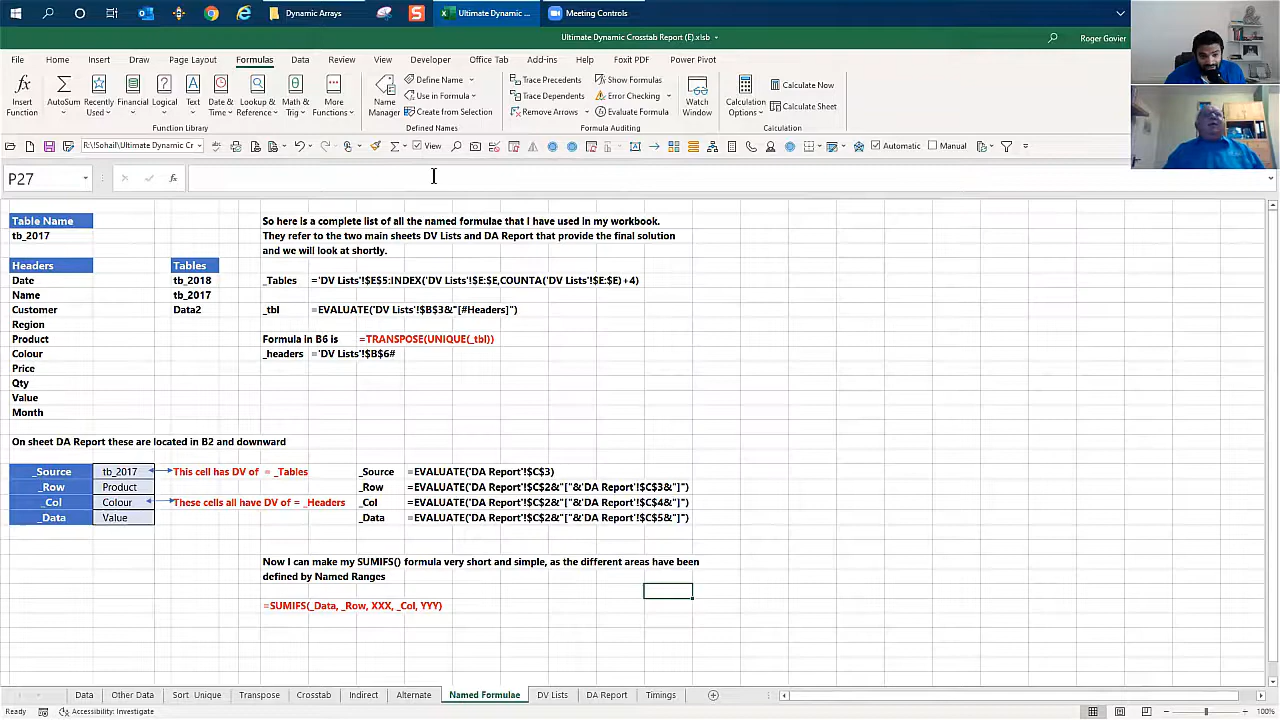 Dynamic Arrays
Ultimate Dynamic ...
Meeting Controls
Ultimate Dynamic Crosstab Report (E).xlsb
Roger Govier
File Home Insert Draw Page Layout Formulas Data Review View Developer Office Tab Add-Ins Help Foxit PDF Power Pivot
Insert Function
AutoSum
Recently Used
Financial
Logical
Text
Date & Time
Lookup & Reference
Math & Trig
More Functions
Function Library
Name Manager
Define Name
Use in Formula
Create from Selection
Defined Names
Trace Precedents
Trace Dependents
Remove Arrows
Show Formulas
Error Checking
Evaluate Formula
Formula Auditing
Watch Window
Calculation Options
Calculate Now
Calculate Sheet
Calculation
R:\!Sohail\Ultimate Dynamic Cr
View
Automatic
Manual
P27
fx
Table Name
tb_2017
So here is a complete list of all the named formulae that I have used in my workbook.
They refer to the two main sheets DV Lists and DA Report that provide the final solution
and we will look at shortly.
Headers
Date
Name
Customer
Region
Product
Colour
Price
Qty
Value
Month
Tables
tb_2018
tb_2017
Data2
_Tables ='DV Lists'!$E$5:INDEX('DV Lists'!$E:$E,COUNTA('DV Lists'!$E:$E)+4)
_tbl =EVALUATE('DV Lists'!$B$3&"[#Headers]")
Formula in B6 is =TRANSPOSE(UNIQUE(_tbl))
_headers ='DV Lists'!$B$6#
On sheet DA Report these are located in B2 and downward
_Source tb_2017 This cell has DV of = _Tables _Source =EVALUATE('DA Report'!$C$3)
_Row Product _Row =EVALUATE('DA Report'!$C$2&"["&'DA Report'!$C$3&"]")
_Col Colour These cells all have DV of = _Headers _Col =EVALUATE('DA Report'!$C$2&"["&'DA Report'!$C$4&"]")
_Data Value _Data =EVALUATE('DA Report'!$C$2&"["&'DA Report'!$C$5&"]")
Now I can make my SUMIFS() formula very short and simple, as the different areas have been
defined by Named Ranges
=SUMIFS(_Data, _Row, XXX, _Col, YYY)
Data Other Data Sort_Unique Transpose Crosstab Indirect Alternate Named Formulae DV Lists DA Report Timings
Ready
Accessibility: Investigate
100%